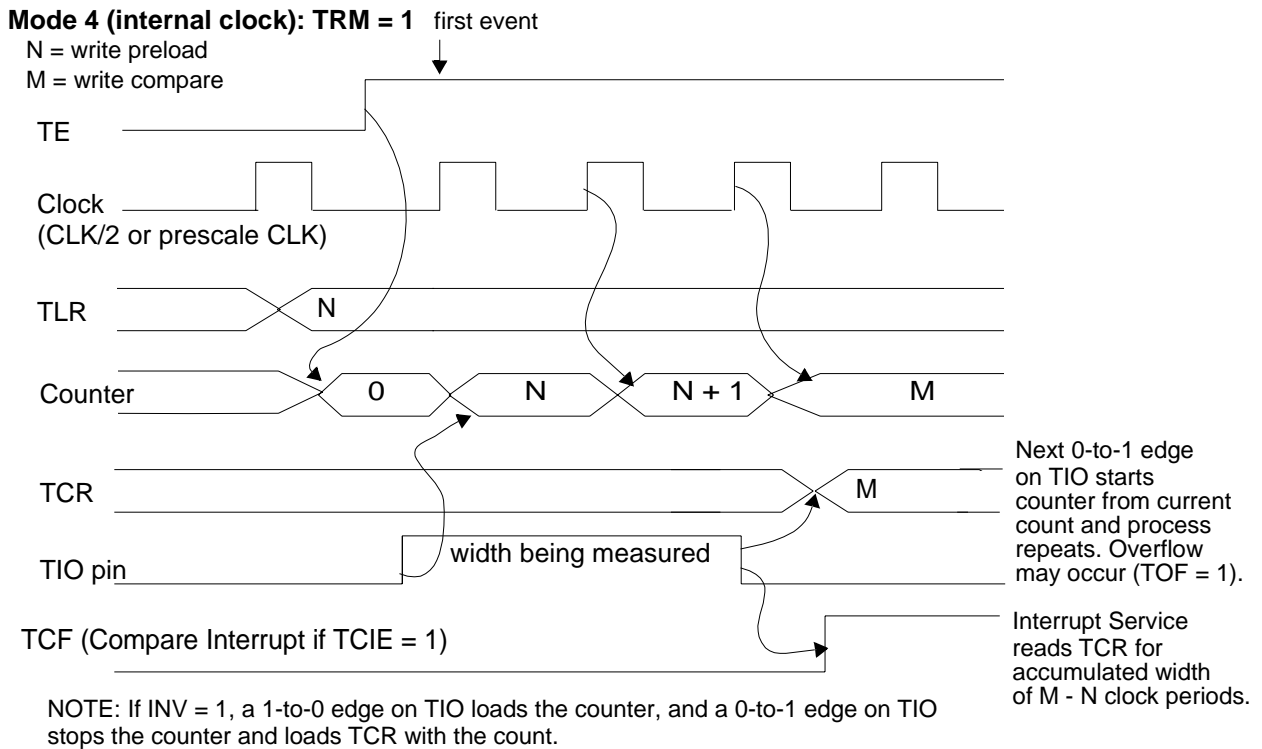 Mode 4 (internal clock): TRM = 1 first event
N = write preload
M = write compare
TE
Clock
(CLK/2 or prescale CLK)
TLR
N
Counter
0
N
N + 1
M
TCR
M
Next 0-to-1 edge
on TIO starts
counter from current
count and process
repeats. Overflow
may occur (TOF = 1).
TIO pin
width being measured
TCF (Compare Interrupt if TCIE = 1)
Interrupt Service
reads TCR for
accumulated width
of M - N clock periods.
NOTE: If INV = 1, a 1-to-0 edge on TIO loads the counter, and a 0-to-1 edge on TIO
stops the counter and loads TCR with the count.